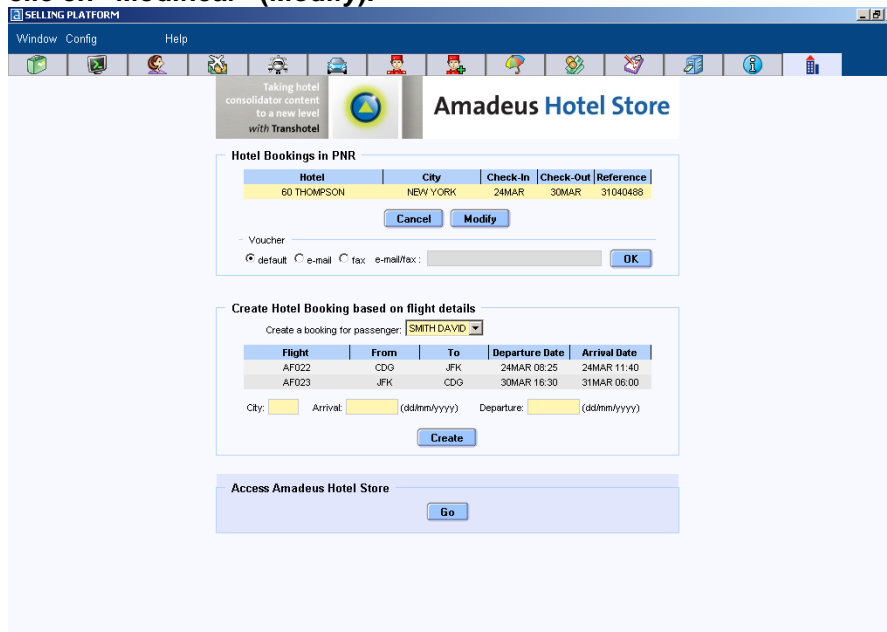 SELLING PLATFORM
Window Config Help
Taking hotel
consolidator content
to a new level
with Transhotel
Amadeus Hotel Store
Hotel Bookings in PNR
Hotel City Check-In Check-Out Reference
60 THOMPSON NEW YORK 24MAR 30MAR 31040488
Cancel Modify
Voucher
default e-mail fax e-mail/fax : OK
Create Hotel Booking based on flight details
Create a booking for passenger: SMITH DAVID
Flight From To Departure Date Arrival Date
AF022 CDG JFK 24MAR 08:25 24MAR 11:40
AF023 JFK CDG 30MAR 16:30 31MAR 06:00
City: Arrival: (dd/mm/yyyy) Departure: (dd/mm/yyyy)
Create
Access Amadeus Hotel Store
Go